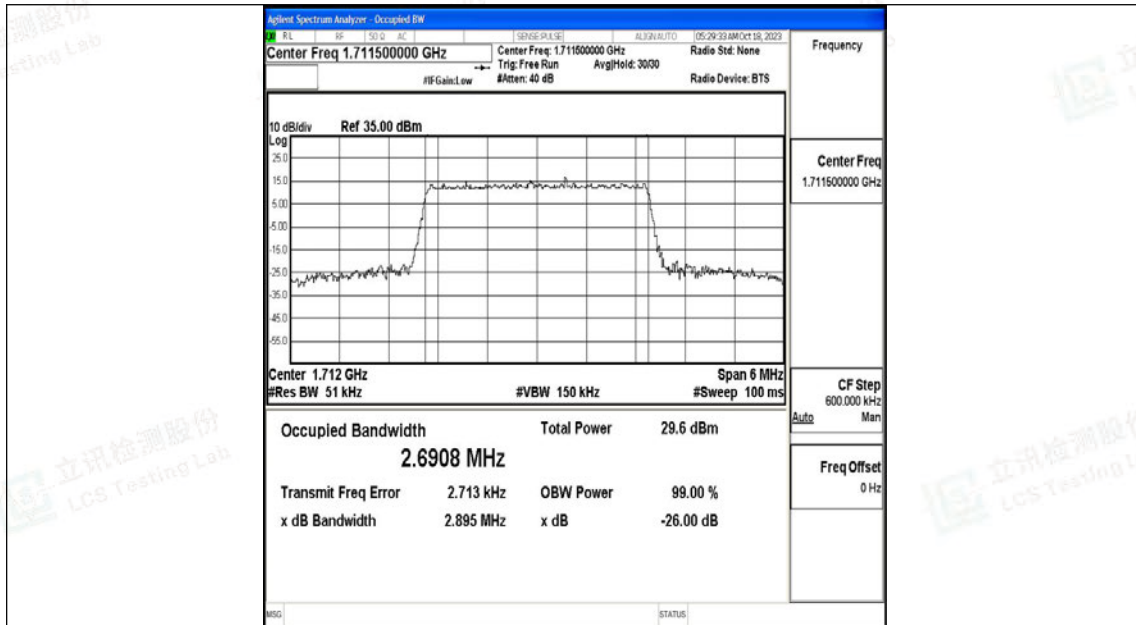 Agilent Spectrum Analyzer - Occupied BW
RL RF 50 Ω AC SENSE:PULSE ALIGN AUTO 05:29:33 AM Oct 18, 2023
Center Freq 1.711500000 GHz
Center Freq: 1.711500000 GHz Radio Std: None
Trig: Free Run Avg|Hold: 30/30
#IFGain:Low #Atten: 40 dB Radio Device: BTS
10 dB/div Ref 35.00 dBm
Log
25.0
15.0
5.00
-5.00
-15.0
-25.0
-35.0
-45.0
-55.0
Center 1.712 GHz Span 6 MHz
#Res BW 51 kHz #VBW 150 kHz #Sweep 100 ms
Occupied Bandwidth Total Power 29.6 dBm
2.6908 MHz
Transmit Freq Error 2.713 kHz OBW Power 99.00 %
x dB Bandwidth 2.895 MHz x dB -26.00 dB
MSG STATUS
Frequency
Center Freq
1.711500000 GHz
CF Step
600.000 kHz
Auto Man
Freq Offset
0 Hz
立讯检测股份
LCS Testing Lab
立讯检测股份
LCS Testing L
测股份
esting Lab
立